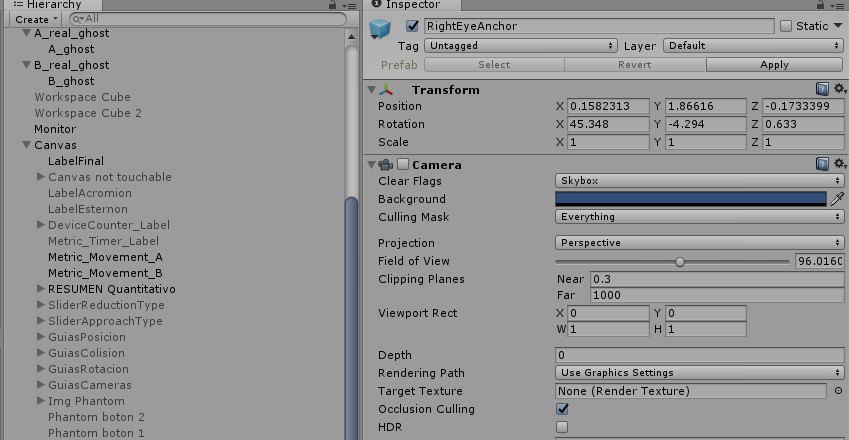 Hierarchy
Create
All
A_real_ghost
A_ghost
B_real_ghost
B_ghost
Workspace Cube
Workspace Cube 2
Monitor
Canvas
LabelFinal
Canvas not touchable
LabelAcromion
LabelEsternon
DeviceCounter_Label
Metric_Timer_Label
Metric_Movement_A
Metric_Movement_B
RESUMEN Quantitativo
SliderReductionType
SliderApproachType
GuiasPosicion
GuiasColision
GuiasRotacion
GuiasCameras
Img Phantom
Phantom boton 2
Phantom boton 1
Inspector
RightEyeAnchor Static
Tag Untagged Layer Default
Prefab Select Revert Apply
Transform
Position X 0.1582313 Y 1.86616 Z -0.1733399
Rotation X 45.348 Y -4.294 Z 0.633
Scale X 1 Y 1 Z 1
Camera
Clear Flags Skybox
Background
Culling Mask Everything
Projection Perspective
Field of View 96.0160
Clipping Planes Near 0.3
Far 1000
Viewport Rect X 0 Y 0
W 1 H 1
Depth 0
Rendering Path Use Graphics Settings
Target Texture None (Render Texture)
Occlusion Culling
HDR